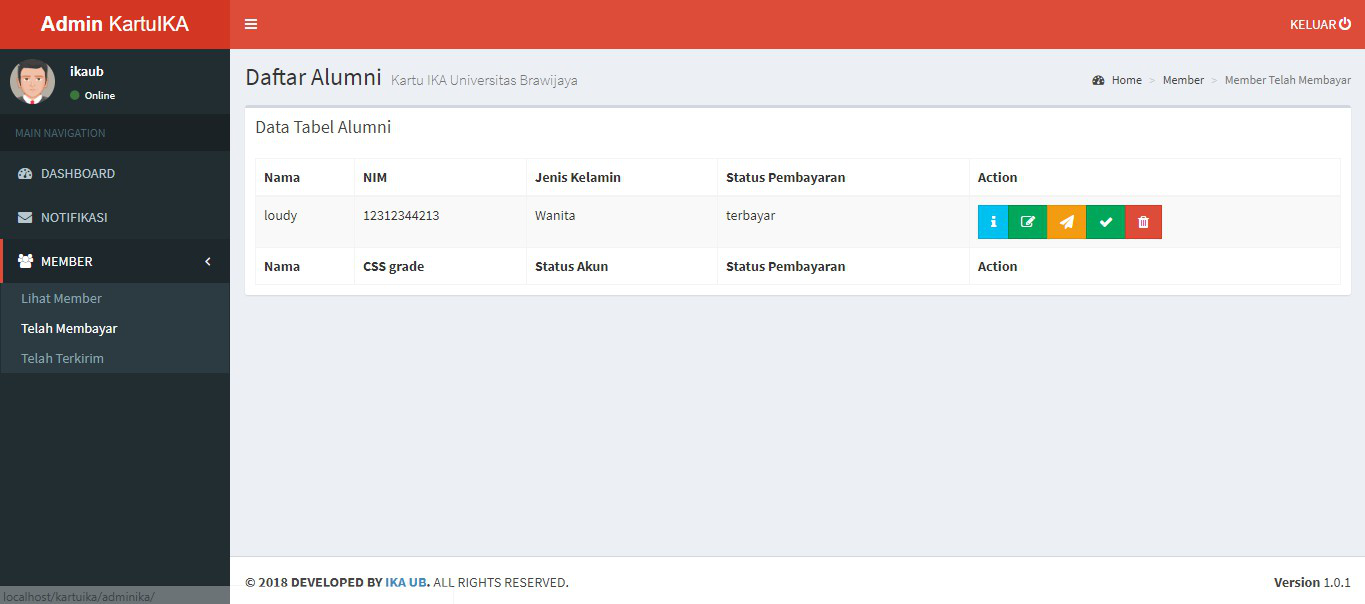 Admin KartuIKA
KELUAR
ikaub
Online
MAIN NAVIGATION
DASHBOARD
NOTIFIKASI
MEMBER
Lihat Member
Telah Membayar
Telah Terkirim
Daftar Alumni Kartu IKA Universitas Brawijaya
Home > Member > Member Telah Membayar
Data Tabel Alumni
Nama NIM Jenis Kelamin Status Pembayaran Action
loudy 12312344213 Wanita terbayar
Nama CSS grade Status Akun Status Pembayaran Action
© 2018 DEVELOPED BY IKA UB. ALL RIGHTS RESERVED.
Version 1.0.1
localhost/kartuika/adminika/